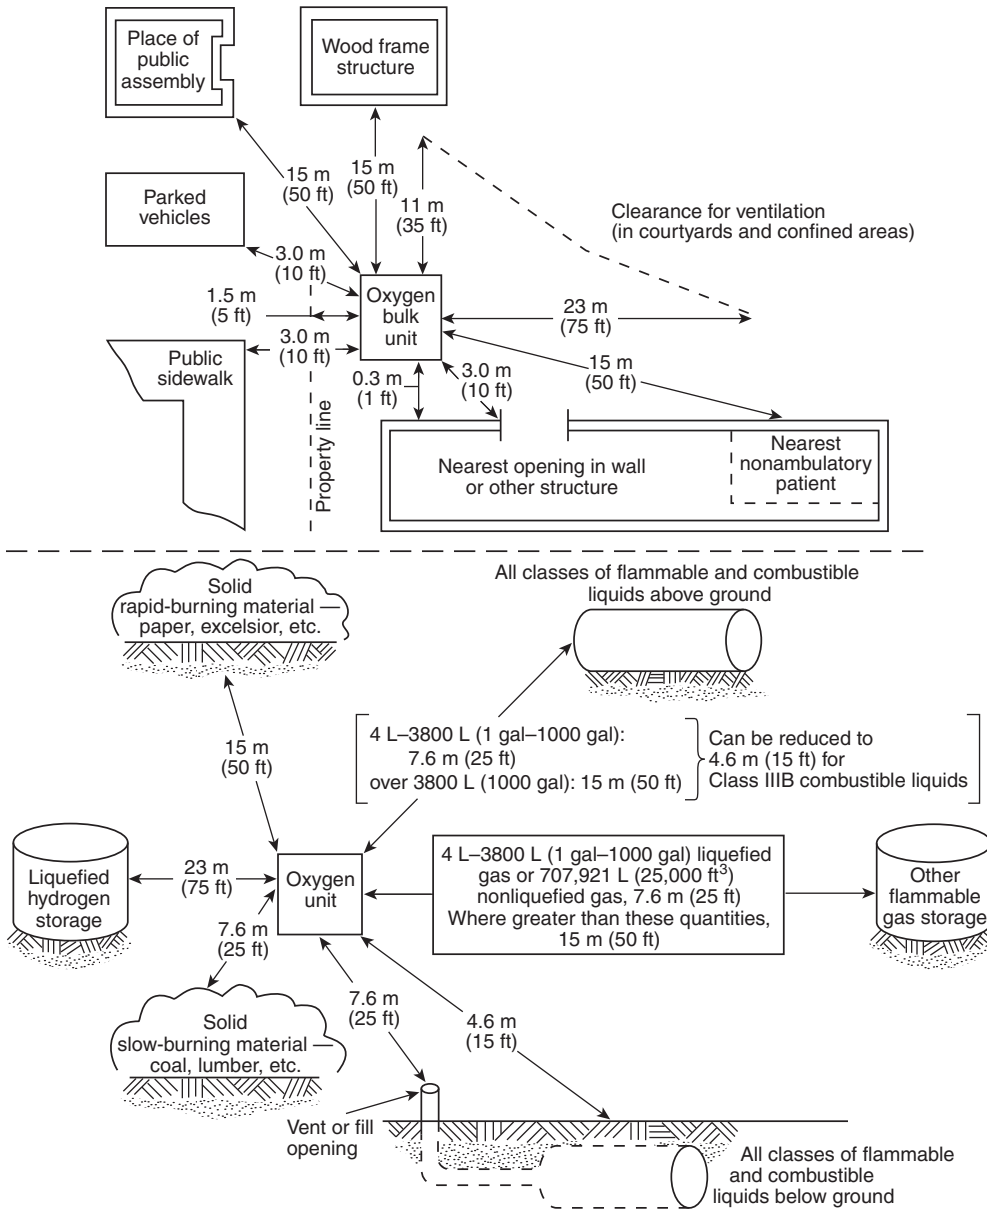 Place of
public
assembly
Wood frame
structure
15 m
(50 ft)
15 m
(50 ft)
11 m
(35 ft)
Clearance for ventilation
(in courtyards and confined areas)
Parked
vehicles
3.0 m
(10 ft)
1.5 m
(5 ft)
Oxygen
bulk
unit
23 m
(75 ft)
3.0 m
(10 ft)
Public
sidewalk
0.3 m
(1 ft)
3.0 m
(10 ft)
15 m
(50 ft)
Property line
Nearest opening in wall
or other structure
Nearest
nonambulatory
patient
Solid
rapid-burning material —
paper, excelsior, etc.
All classes of flammable and combustible
liquids above ground
15 m
(50 ft)
4 L–3800 L (1 gal–1000 gal):
7.6 m (25 ft)
over 3800 L (1000 gal): 15 m (50 ft)
Can be reduced to
4.6 m (15 ft) for
Class IIIB combustible liquids
Liquefied
hydrogen
storage
23 m
(75 ft)
Oxygen
unit
4 L–3800 L (1 gal–1000 gal) liquefied
gas or 707,921 L (25,000 ft³)
nonliquefied gas, 7.6 m (25 ft)
Where greater than these quantities,
15 m (50 ft)
Other
flammable
gas storage
7.6 m
(25 ft)
Solid
slow-burning material —
coal, lumber, etc.
7.6 m
(25 ft)
4.6 m
(15 ft)
Vent or fill
opening
All classes of flammable
and combustible
liquids below ground